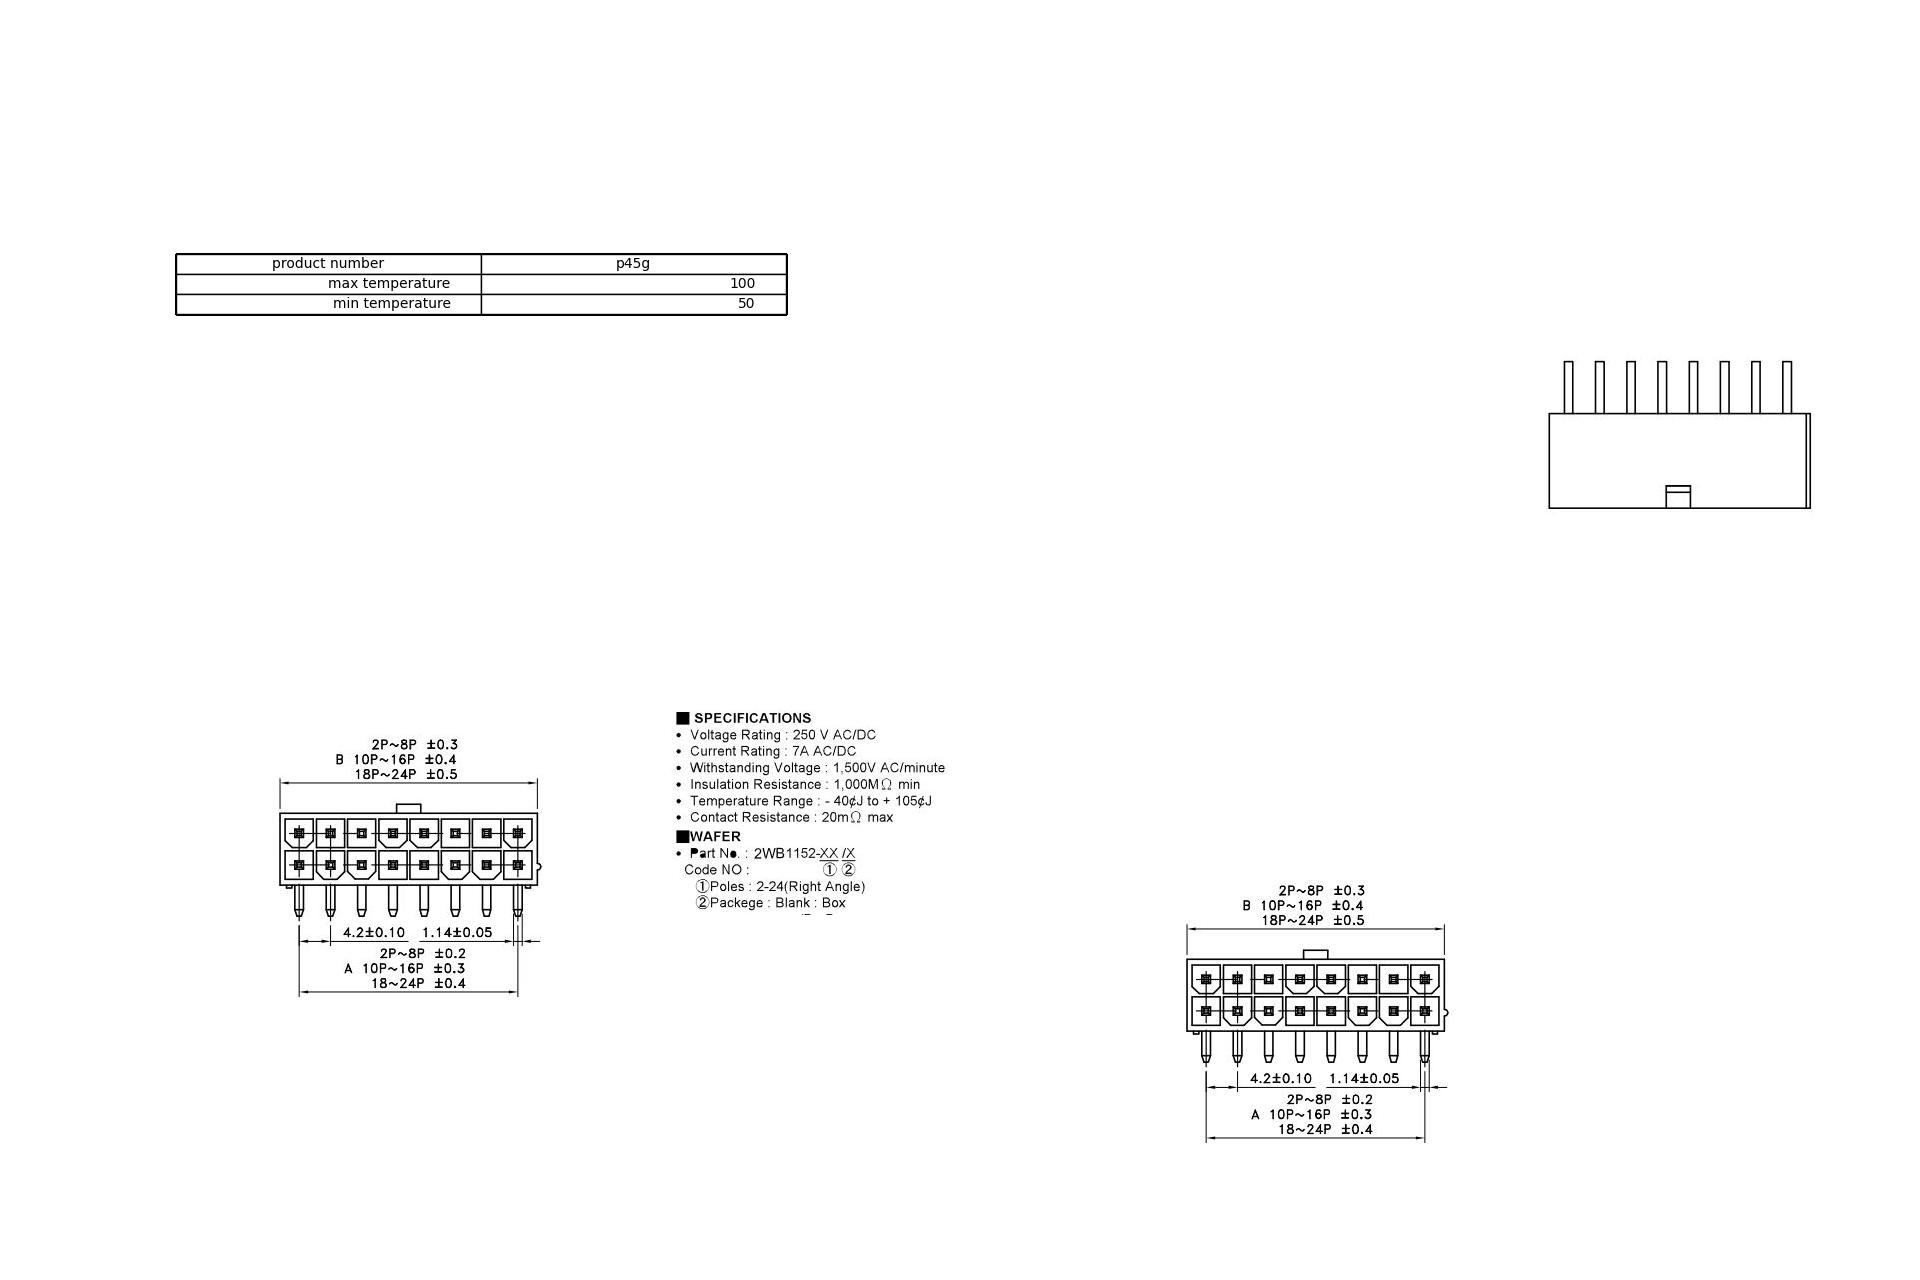 product number p45g
max temperature 100
min temperature 50
2P~8P ±0.3
B 10P~16P ±0.4
18P~24P ±0.5
4.2±0.10 1.14±0.05
2P~8P ±0.2
A 10P~16P ±0.3
18~24P ±0.4
■ SPECIFICATIONS
• Voltage Rating : 250 V AC/DC
• Current Rating : 7A AC/DC
• Withstanding Voltage : 1,500V AC/minute
• Insulation Resistance : 1,000MΩ min
• Temperature Range : - 40¢J to + 105¢J
• Contact Resistance : 20mΩ max
■WAFER
• Part No. : 2WB1152-XX /X
Code NO : ① ②
①Poles : 2-24(Right Angle)
②Packege : Blank : Box
2P~8P ±0.3
B 10P~16P ±0.4
18P~24P ±0.5
4.2±0.10 1.14±0.05
2P~8P ±0.2
A 10P~16P ±0.3
18~24P ±0.4